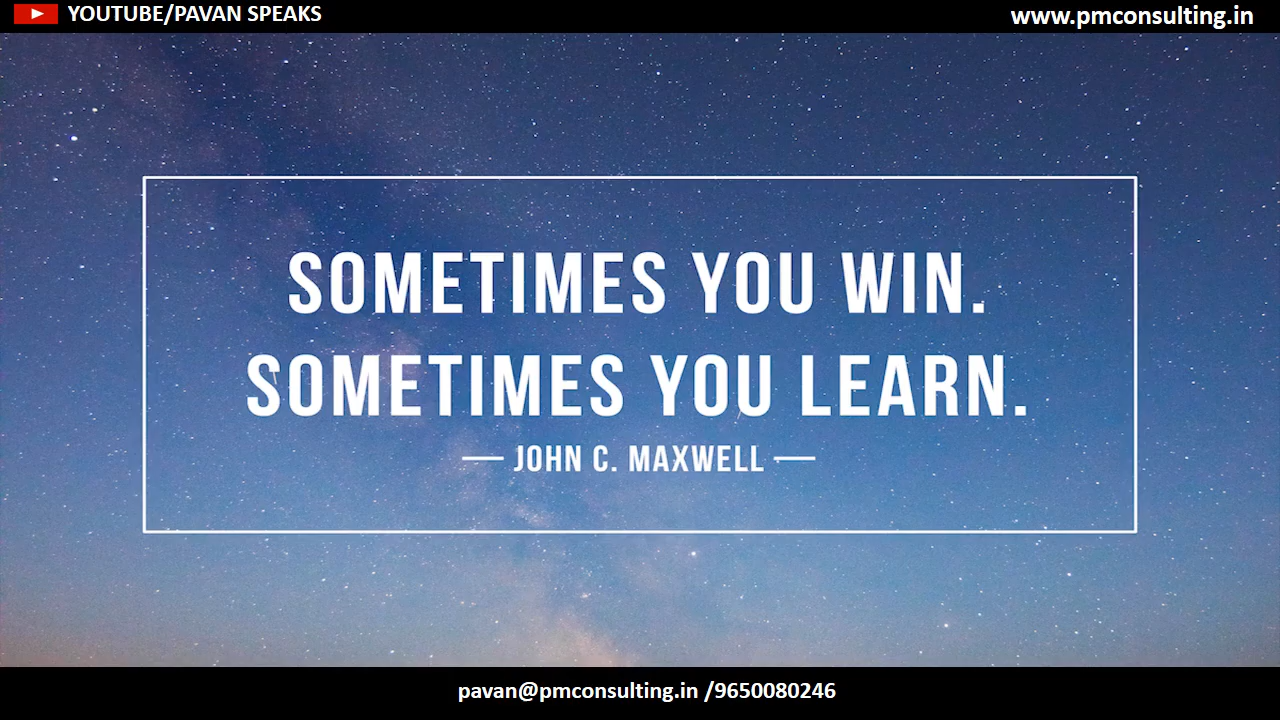 YOUTUBE/PAVAN SPEAKS
www.pmconsulting.in
SOMETIMES YOU WIN.
SOMETIMES YOU LEARN.
— JOHN C. MAXWELL —
pavan@pmconsulting.in /9650080246